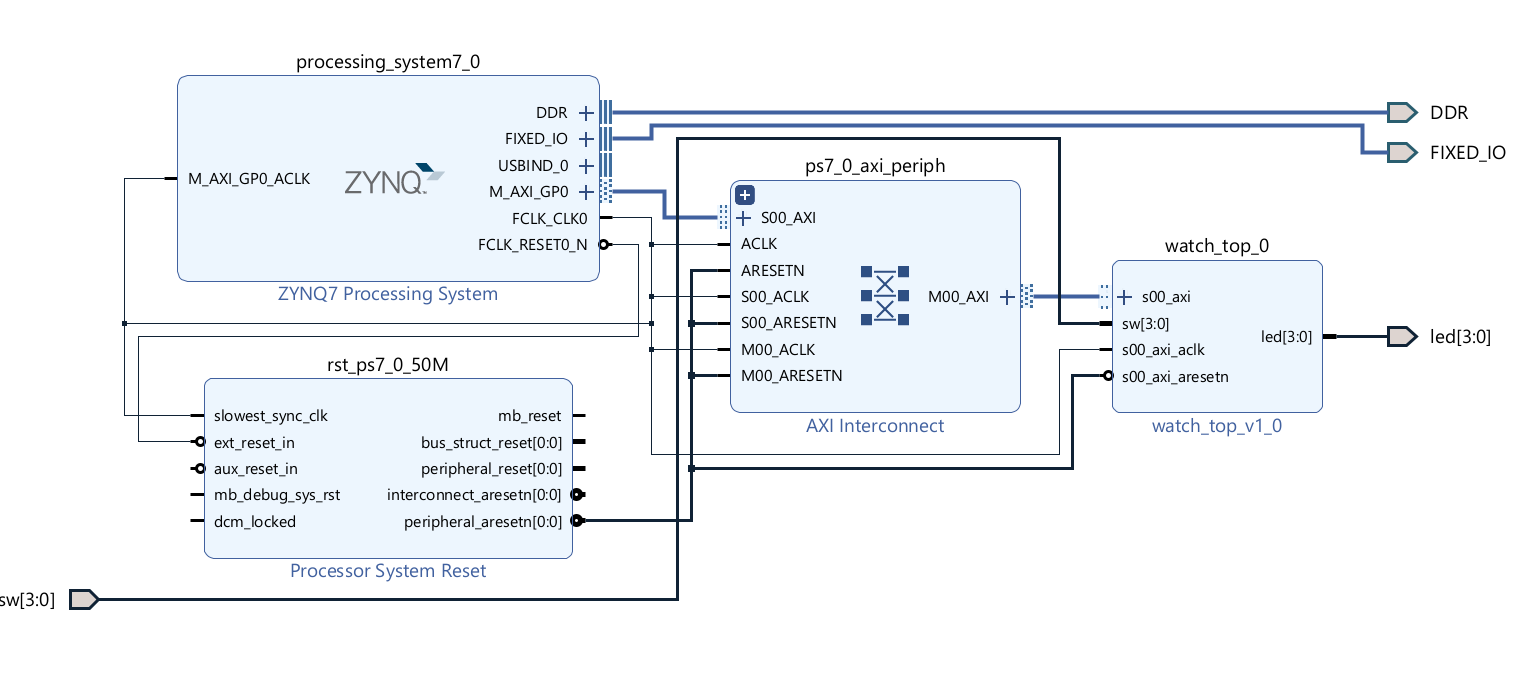 processing_system7_0
DDR
FIXED_IO
USBIND_0
M_AXI_GP0_ACLK
ZYNQ
M_AXI_GP0
FCLK_CLK0
FCLK_RESET0_N
ZYNQ7 Processing System
DDR
FIXED_IO
ps7_0_axi_periph
S00_AXI
ACLK
ARESETN
S00_ACLK
M00_AXI
S00_ARESETN
M00_ACLK
M00_ARESETN
AXI Interconnect
watch_top_0
s00_axi
sw[3:0]
led[3:0]
s00_axi_aclk
s00_axi_aresetn
watch_top_v1_0
led[3:0]
rst_ps7_0_50M
slowest_sync_clk
mb_reset
ext_reset_in
bus_struct_reset[0:0]
aux_reset_in
peripheral_reset[0:0]
mb_debug_sys_rst
interconnect_aresetn[0:0]
dcm_locked
peripheral_aresetn[0:0]
Processor System Reset
sw[3:0]